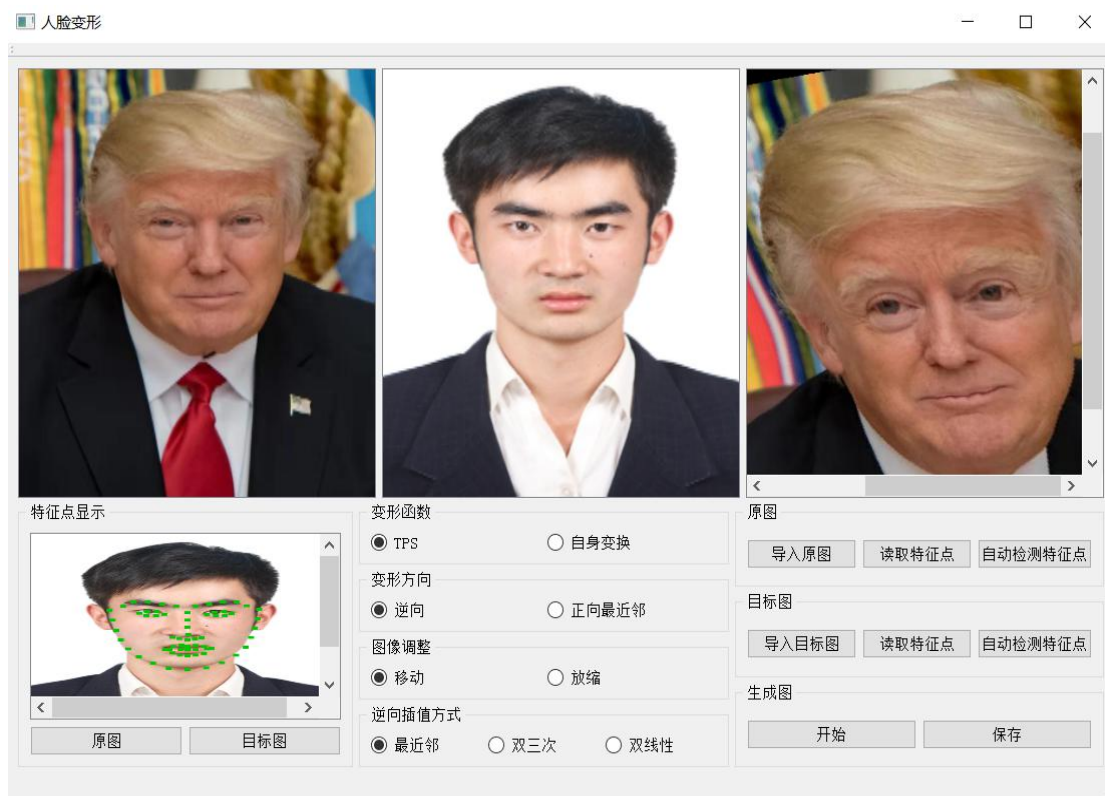 人脸变形
特征点显示
原图
目标图
变形函数
TPS
自身变换
变形方向
逆向
正向最近邻
图像调整
移动
放缩
逆向插值方式
最近邻
双三次
双线性
原图
导入原图
读取特征点
自动检测特征点
目标图
导入目标图
读取特征点
自动检测特征点
生成图
开始
保存